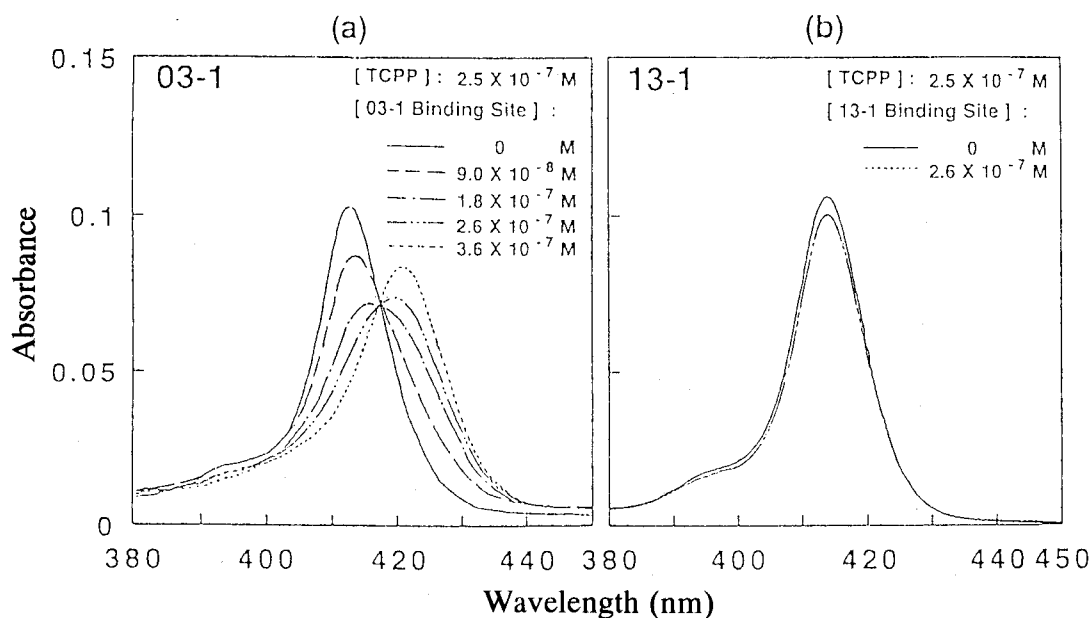 (a)
(b)
0.15
0.1
0.05
0
Absorbance
03-1
[ TCPP ] : 2.5 X 10 -7 M
[ 03-1 Binding Site ] :
0 M
9.0 X 10 -8 M
1.8 X 10 -7 M
2.6 X 10 -7 M
3.6 X 10 -7 M
13-1
[ TCPP ] : 2.5 X 10 -7 M
[ 13-1 Binding Site ] :
0 M
2.6 X 10 -7 M
380 400 420 440 380 400 420 440 450
Wavelength (nm)